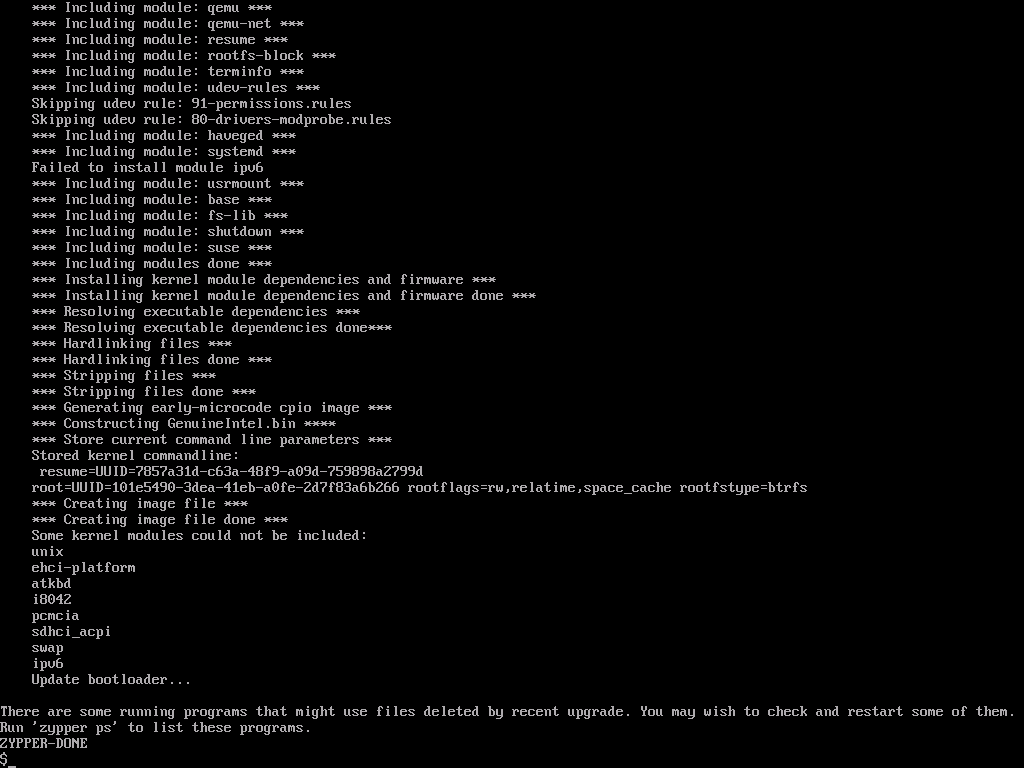 *** Including module: qemu ***
*** Including module: qemu-net ***
*** Including module: resume ***
*** Including module: rootfs-block ***
*** Including module: terminfo ***
*** Including module: udev-rules ***
Skipping udev rule: 91-permissions.rules
Skipping udev rule: 80-drivers-modprobe.rules
*** Including module: haveged ***
*** Including module: systemd ***
Failed to install module ipv6
*** Including module: usrmount ***
*** Including module: base ***
*** Including module: fs-lib ***
*** Including module: shutdown ***
*** Including module: suse ***
*** Including modules done ***
*** Installing kernel module dependencies and firmware ***
*** Installing kernel module dependencies and firmware done ***
*** Resolving executable dependencies ***
*** Resolving executable dependencies done***
*** Hardlinking files ***
*** Hardlinking files done ***
*** Stripping files ***
*** Stripping files done ***
*** Generating early-microcode cpio image ***
*** Constructing GenuineIntel.bin ****
*** Store current command line parameters ***
Stored kernel commandline:
resume=UUID=7857a31d-c63a-48f9-a09d-759898a2799d
root=UUID=101e5490-3dea-41eb-a0fe-2d7f83a6b266 rootflags=rw,relatime,space_cache rootfstype=btrfs
*** Creating image file ***
*** Creating image file done ***
Some kernel modules could not be included:
unix
ehci-platform
atkbd
i8042
pcmcia
sdhci_acpi
swap
ipv6
Update bootloader...
There are some running programs that might use files deleted by recent upgrade. You may wish to check and restart some of them.
Run 'zypper ps' to list these programs.
ZYPPER-DONE
$_